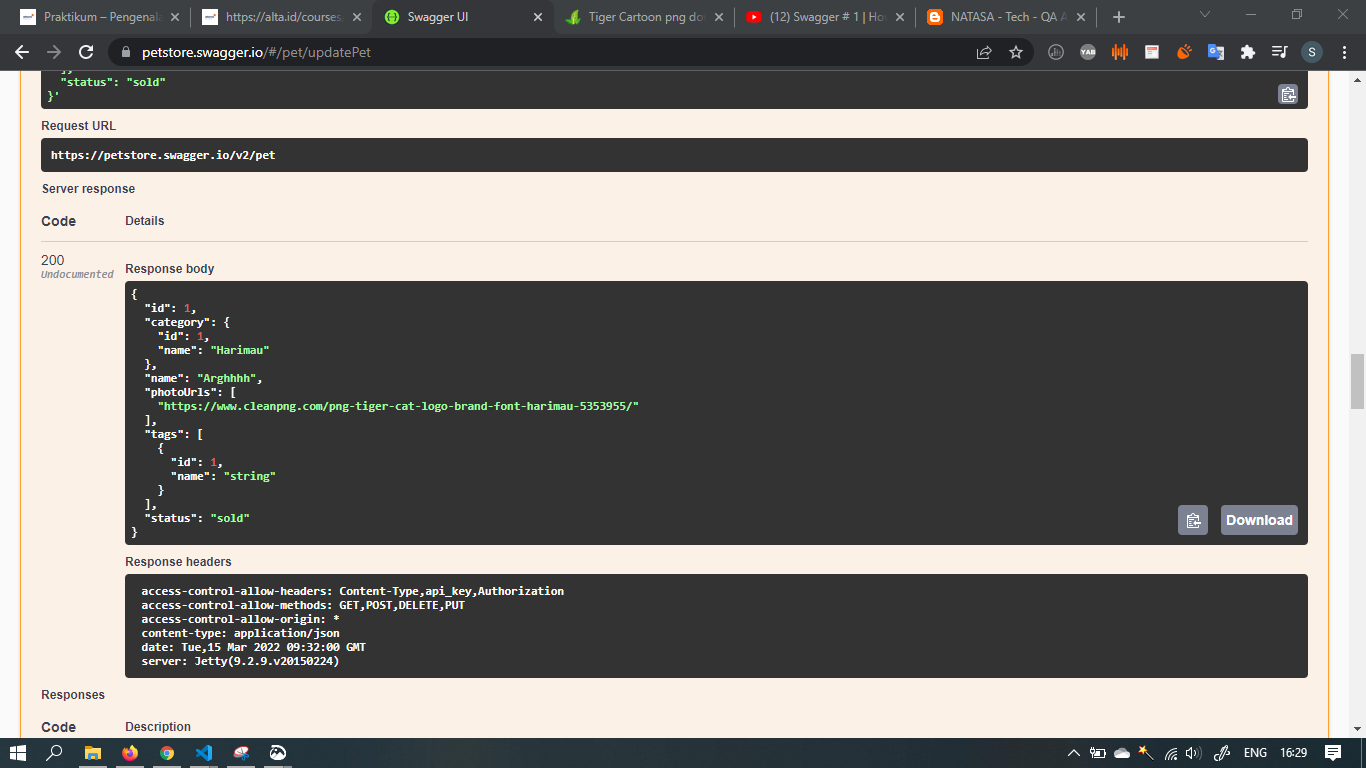 Praktikum – Pengenala
https://alta.id/courses
Swagger UI
Tiger Cartoon png do
(12) Swagger # 1 | Ho
NATASA - Tech - QA A
petstore.swagger.io/#/pet/updatePet
YAB
S
"status": "sold"
}'
Request URL
https://petstore.swagger.io/v2/pet
Server response
Code Details
200
Undocumented
Response body
{
"id": 1,
"category": {
"id": 1,
"name": "Harimau"
},
"name": "Arghhhh",
"photoUrls": [
"https://www.cleanpng.com/png-tiger-cat-logo-brand-font-harimau-5353955/"
],
"tags": [
{
"id": 1,
"name": "string"
}
],
"status": "sold"
}
Download
Response headers
access-control-allow-headers: Content-Type,api_key,Authorization
access-control-allow-methods: GET,POST,DELETE,PUT
access-control-allow-origin: *
content-type: application/json
date: Tue,15 Mar 2022 09:32:00 GMT
server: Jetty(9.2.9.v20150224)
Responses
Code Description
ENG 16:29